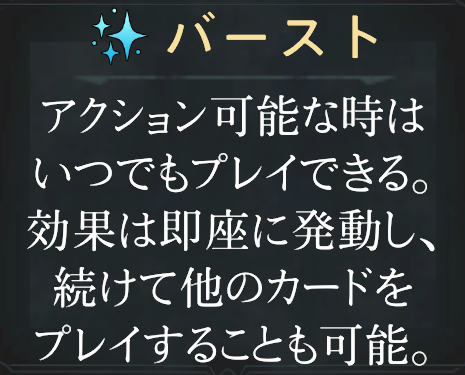 バースト
アクション可能な時は
いつでもプレイできる。
効果は即座に発動し、
続けて他のカードを
プレイすることも可能。